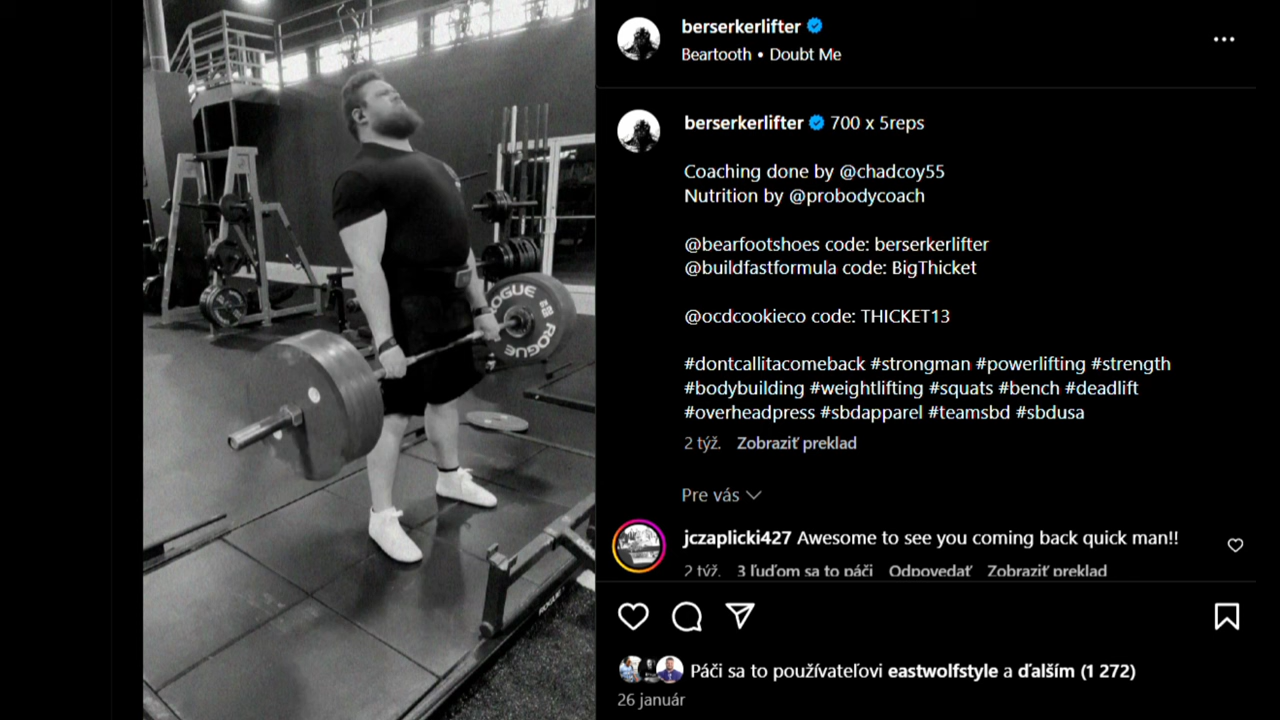 berserkerlifter
Beartooth • Doubt Me
berserkerlifter 700 x 5reps
Coaching done by @chadcoy55
Nutrition by @probodycoach
@bearfootshoes code: berserkerlifter
@buildfastformula code: BigThicket
@ocdcookieco code: THICKET13
#dontcallitacomeback #strongman #powerlifting #strength
#bodybuilding #weightlifting #squats #bench #deadlift
#overheadpress #sbdapparel #teamsbd #sbdusa
2 týž. Zobraziť preklad
Pre vás
jczaplicki427 Awesome to see you coming back quick man!!
2 týž. 3 ľuďom sa to páči Odpovedať Zobraziť preklad
Páči sa to používateľovi eastwolfstyle a ďalším (1 272)
26 január
ROGUE
ROGUE